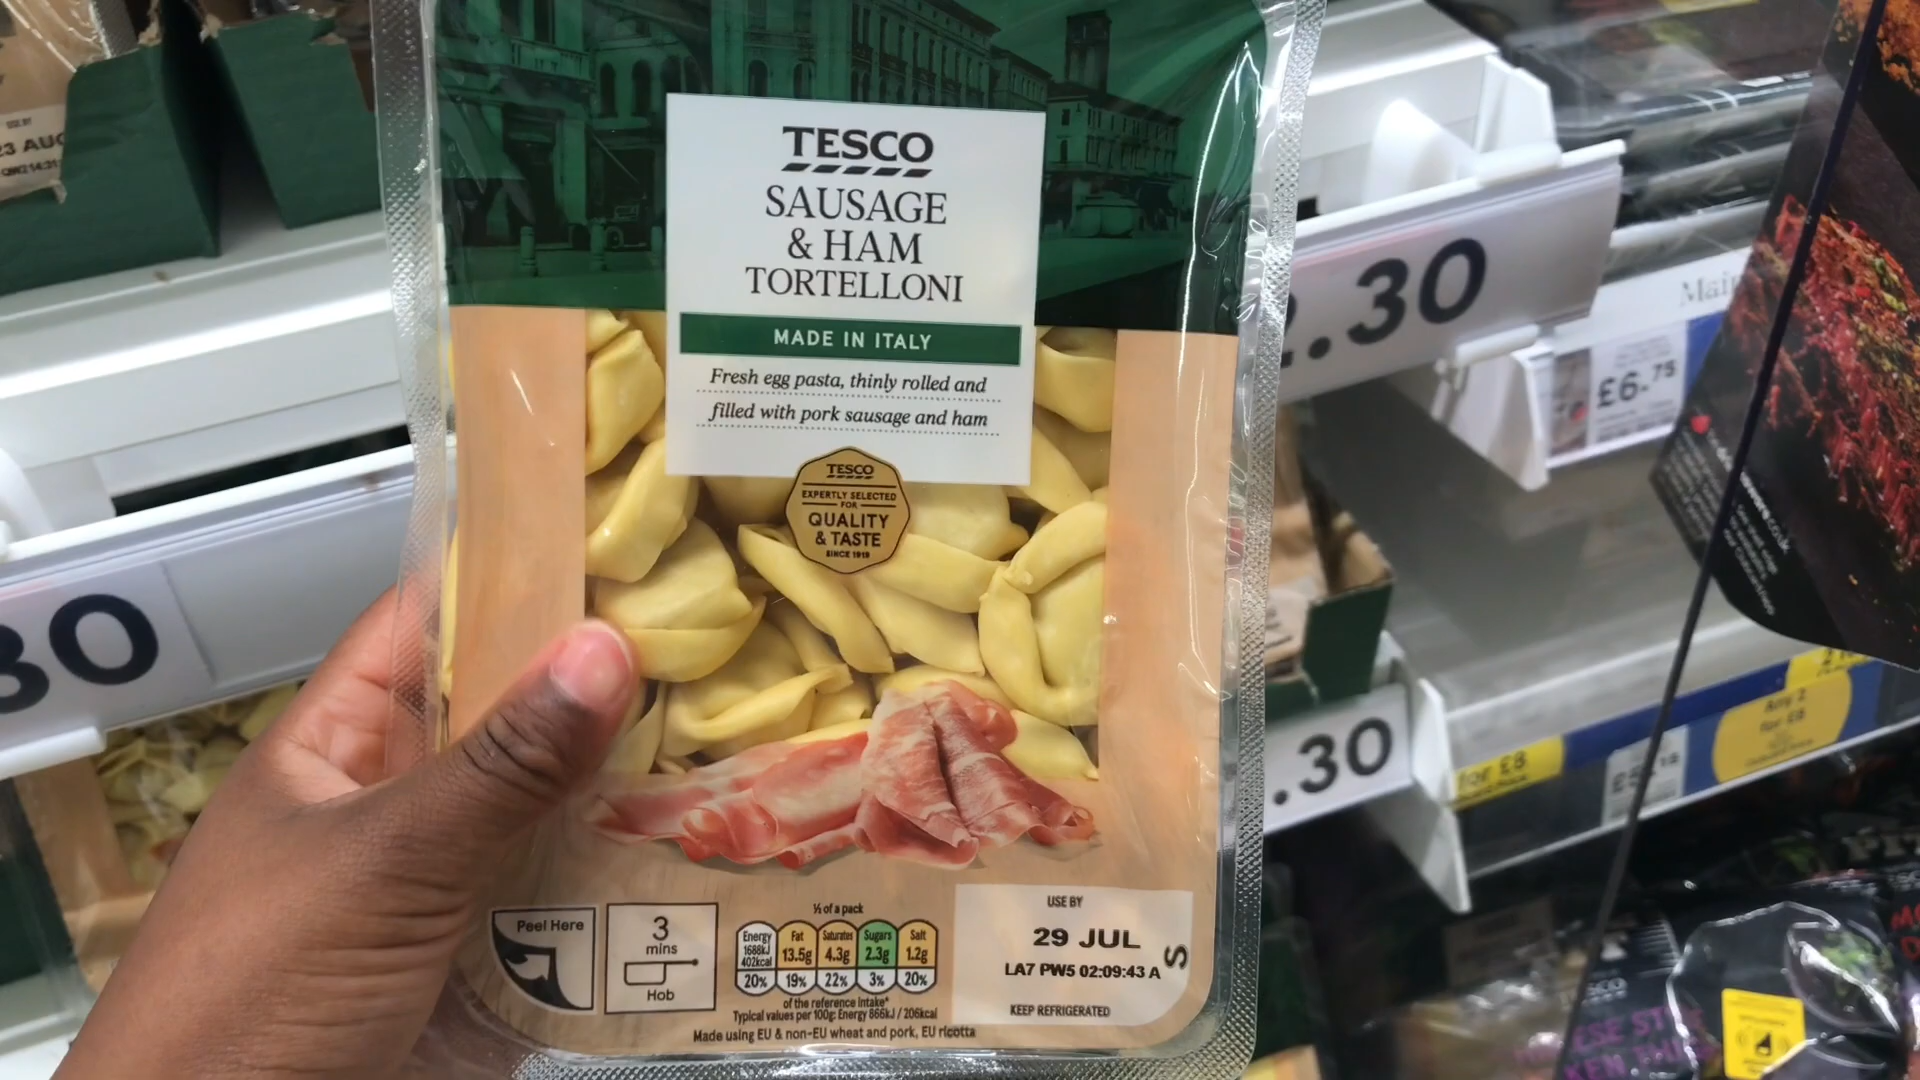 TESCO
SAUSAGE
& HAM
TORTELLONI
MADE IN ITALY
Fresh egg pasta, thinly rolled and
filled with pork sausage and ham
TESCO
EXPERTLY SELECTED
FOR
QUALITY
& TASTE
SINCE 1919
Peel Here
3
mins
Hob
½ of a pack
Energy
1688kJ
402kcal
20%
Fat
13.5g
19%
Saturates
4.3g
22%
Sugars
2.3g
3%
Salt
1.2g
20%
of the reference intake*
Typical values per 100g: Energy 866kJ / 206kcal
Made using EU & non-EU wheat and pork, EU ricotta
USE BY
29 JUL
LA7 PW5 02:09:43 A
S
KEEP REFRIGERATED
23 AUG
.30
£6.75
.30
for £8
Any 2
for £8